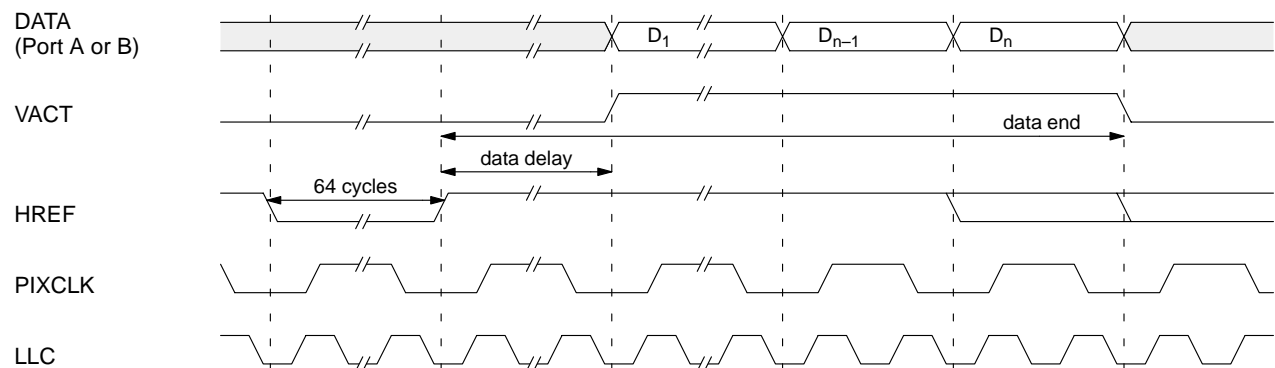 DATA
(Port A or B)
D1
Dn–1
Dn
VACT
data end
data delay
64 cycles
HREF
PIXCLK
LLC